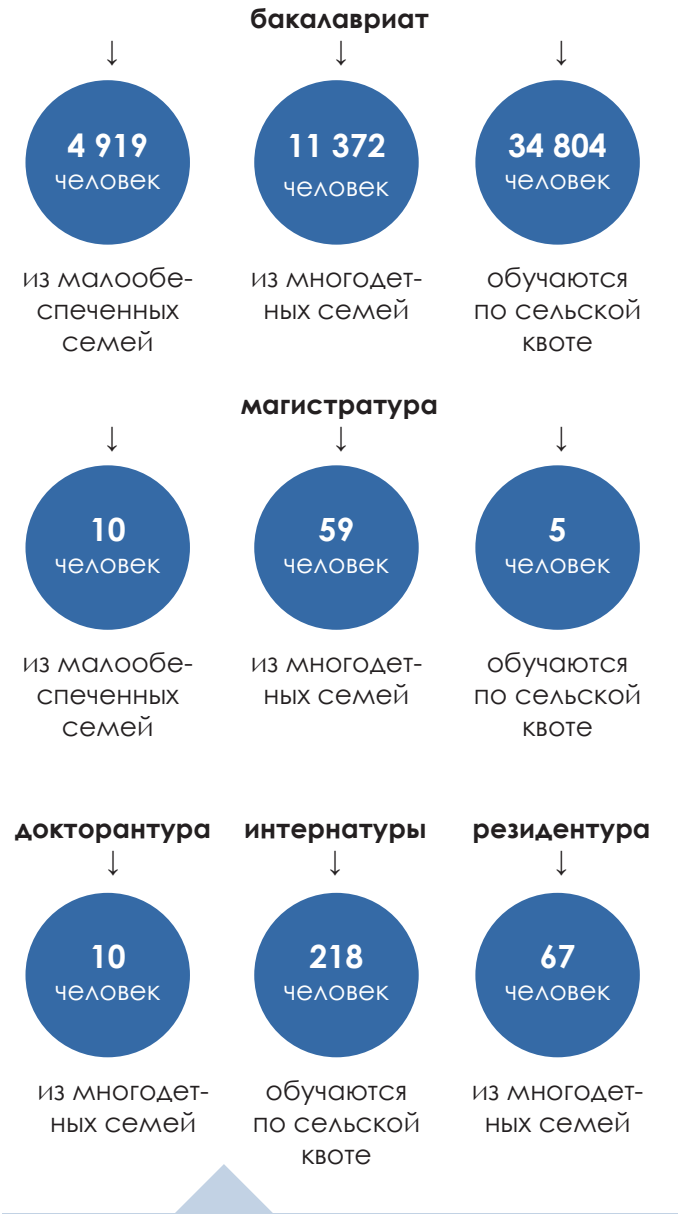 бакалавриат
↓ ↓ ↓
4 919 11 372 34 804
человек человек человек
из малообе- из многодет- обучаются
спеченных ных семей по сельской
семей квоте
магистратура
↓ ↓ ↓
10 59 5
человек человек человек
из малообе- из многодет- обучаются
спеченных ных семей по сельской
семей квоте
докторантура интернатуры резидентура
↓ ↓ ↓
10 218 67
человек человек человек
из многодет- обучаются из многодет-
ных семей по сельской ных семей
квоте